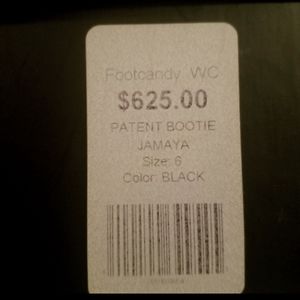 Footcandy WC
$625.00
PATENT BOOTIE
JAMAYA
Size: 6
Color: BLACK